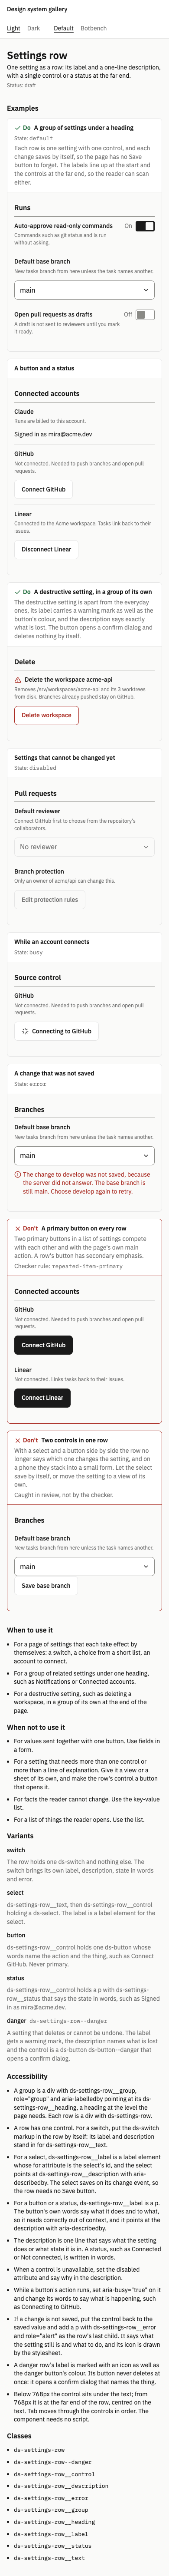 Design system gallery
Light Dark Default Botbench
Settings row
One setting as a row: its label and a one-line description,
with a single control or a status at the far end.
Status: draft
Examples
Do A group of settings under a heading
State: default
Each row is one setting with one control, and each
change saves by itself, so the page has no Save
button to forget. The labels line up at the start and
the controls at the far end, so the reader can scan
either.
Runs
Auto-approve read-only commands On
Commands such as git status and ls run
without asking.
Default base branch
New tasks branch from here unless the task names another.
main
Open pull requests as drafts Off
A draft is not sent to reviewers until you mark
it ready.
A button and a status
Connected accounts
Claude
Runs are billed to this account.
Signed in as mira@acme.dev
GitHub
Not connected. Needed to push branches and open pull
requests.
Connect GitHub
Linear
Connected to the Acme workspace. Tasks link back to their
issues.
Disconnect Linear
Do A destructive setting, in a group of its own
The destructive setting is apart from the everyday
ones, its label carries a warning mark as well as the
button's colour, and the description says exactly
what is lost. The button opens a confirm dialog and
deletes nothing by itself.
Delete
Delete the workspace acme-api
Removes /srv/workspaces/acme-api and its 3 worktrees
from disk. Branches already pushed stay on GitHub.
Delete workspace
Settings that cannot be changed yet
State: disabled
Pull requests
Default reviewer
Connect GitHub first to choose from the repository's
collaborators.
No reviewer
Branch protection
Only an owner of acme/api can change this.
Edit protection rules
While an account connects
State: busy
Source control
GitHub
Not connected. Needed to push branches and open pull
requests.
Connecting to GitHub
A change that was not saved
State: error
Branches
Default base branch
New tasks branch from here unless the task names another.
main
The change to develop was not saved, because
the server did not answer. The base branch is
still main. Choose develop again to retry.
Don't A primary button on every row
Two primary buttons in a list of settings compete
with each other and with the page's own main
action. A row's button has secondary emphasis.
Checker rule: repeated-item-primary
Connected accounts
GitHub
Not connected. Needed to push branches and open pull
requests.
Connect GitHub
Linear
Not connected. Links tasks back to their issues.
Connect Linear
Don't Two controls in one row
With a select and a button side by side the row no
longer says which one changes the setting, and on
a phone they stack into a small form. Let the select
save by itself, or move the setting to a view of its
own.
Caught in review, not by the checker.
Branches
Default base branch
New tasks branch from here unless the task names another.
main
Save base branch
When to use it
For a page of settings that each take effect by
themselves: a switch, a choice from a short list, an
account to connect.
For a group of related settings under one heading,
such as Notifications or Connected accounts.
For a destructive setting, such as deleting a
workspace, in a group of its own at the end of the
page.
When not to use it
For values sent together with one button. Use fields in
a form.
For a setting that needs more than one control or
more than a line of explanation. Give it a view or a
sheet of its own, and make the row's control a button
that opens it.
For facts the reader cannot change. Use the key-value
list.
For a list of things the reader opens. Use the list.
Variants
switch
The row holds one ds-switch and nothing else. The
switch brings its own label, description, state in words
and error.
select
ds-settings-row__text, then ds-settings-row__control
holding a ds-select. The label is a label element for the
select.
button
ds-settings-row__control holds one ds-button whose
words name the action and the thing, such as Connect
GitHub. Never primary.
status
ds-settings-row__control holds a p with ds-settings-
row__status that says the state in words, such as Signed
in as mira@acme.dev.
danger ds-settings-row--danger
A setting that deletes or cannot be undone. The label
gets a warning mark, the description names what is lost
and the control is a ds-button ds-button--danger that
opens a confirm dialog.
Accessibility
A group is a div with ds-settings-row__group,
role="group" and aria-labelledby pointing at its ds-
settings-row__heading, a heading at the level the
page needs. Each row is a div with ds-settings-row.
A row has one control. For a switch, put the ds-switch
markup in the row by itself: its label and description
stand in for ds-settings-row__text.
For a select, ds-settings-row__label is a label element
whose for attribute is the select's id, and the select
points at ds-settings-row__description with aria-
describedby. The select saves on its change event, so
the row needs no Save button.
For a button or a status, ds-settings-row__label is a p.
The button's own words say what it does and to what,
so it reads correctly out of context, and it points at the
description with aria-describedby.
The description is one line that says what the setting
does or what state it is in. A status, such as Connected
or Not connected, is written in words.
When a control is unavailable, set the disabled
attribute and say why in the description.
While a button's action runs, set aria-busy="true" on it
and change its words to say what is happening, such
as Connecting to GitHub.
If a change is not saved, put the control back to the
saved value and add a p with ds-settings-row__error
and role="alert" as the row's last child. It says what
the setting still is and what to do, and its icon is drawn
by the stylesheet.
A danger row's label is marked with an icon as well as
the danger button's colour. Its button never deletes at
once: it opens a confirm dialog that names the thing.
Below 768px the control sits under the text; from
768px it is at the far end of the row, centred on the
text. Tab moves through the controls in order. The
component needs no script.
Classes
ds-settings-row
ds-settings-row--danger
ds-settings-row__control
ds-settings-row__description
ds-settings-row__error
ds-settings-row__group
ds-settings-row__heading
ds-settings-row__label
ds-settings-row__status
ds-settings-row__text